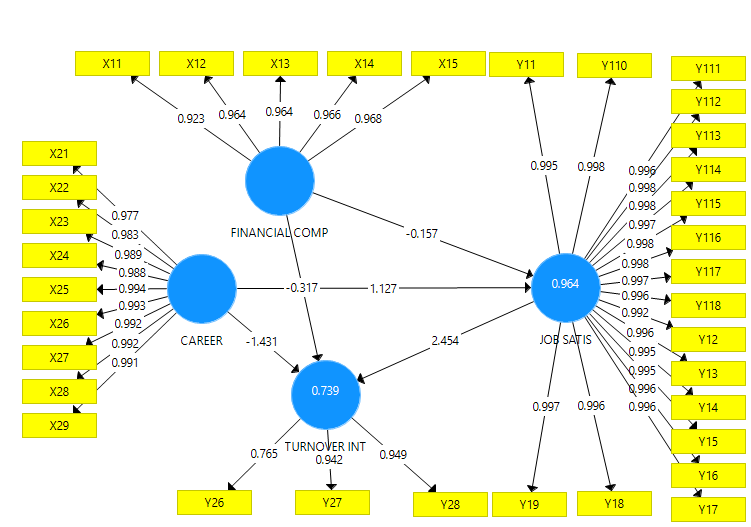 X11
X12
X13
X14
X15
Y11
Y110
Y111
Y112
Y113
Y114
Y115
Y116
Y117
Y118
Y12
Y13
Y14
Y15
Y16
Y17
0.923
0.964
0.964
0.966
0.968
0.995
0.998
0.996
0.998
0.998
0.997
0.998
0.998
0.997
0.996
0.992
0.996
0.995
0.995
0.996
0.996
X21
X22
X23
X24
X25
X26
X27
X28
X29
0.977
0.983
0.989
0.988
0.994
0.993
0.992
0.992
0.991
FINANCIAL COMP
-0.157
-0.317
1.127
0.964
CAREER
-1.431
2.454
JOB SATIS
0.739
TURNOVER INT
0.765
0.942
0.949
0.997
0.996
Y26
Y27
Y28
Y19
Y18